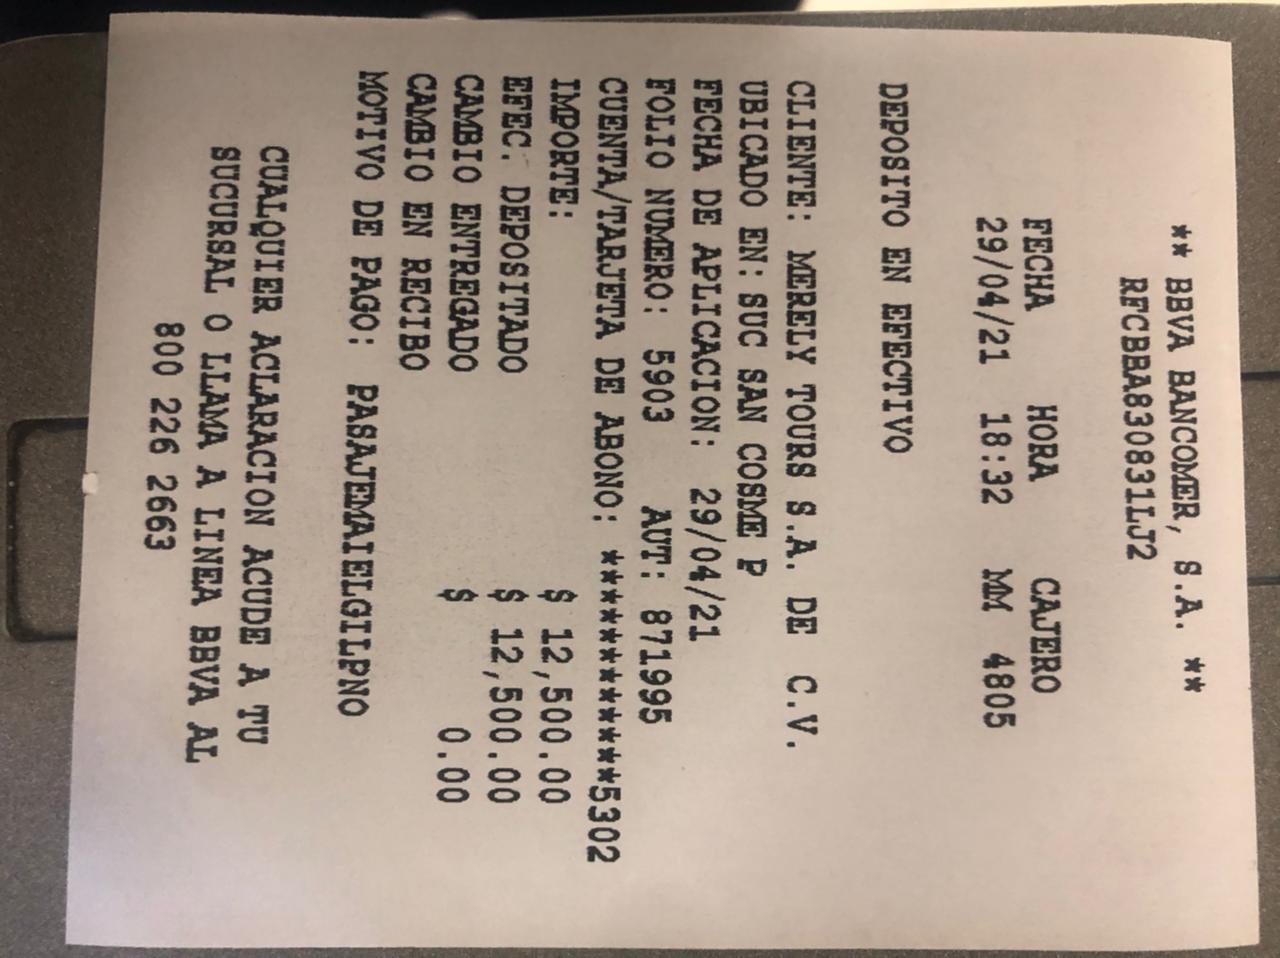 ** BBVA BANCOMER, S.A. **
RFCBBA830831LJ2
FECHA HORA CAJERO
29/04/21 18:32 MM 4805
DEPOSITO EN EFECTIVO
CLIENTE: MERELY TOURS S.A. DE C.V.
UBICADO EN: SUC SAN COSME P
FECHA DE APLICACION: 29/04/21
FOLIO NUMERO: 5903 AUT: 871995
CUENTA/TARJETA DE ABONO: **************5302
IMPORTE: $ 12,500.00
EFEC. DEPOSITADO $ 12,500.00
CAMBIO ENTREGADO $ 0.00
CAMBIO EN RECIBO
MOTIVO DE PAGO: PASAJEMAIELGILPNO
CUALQUIER ACLARACION ACUDE A TU
SUCURSAL O LLAMA A LINEA BBVA AL
800 226 2663